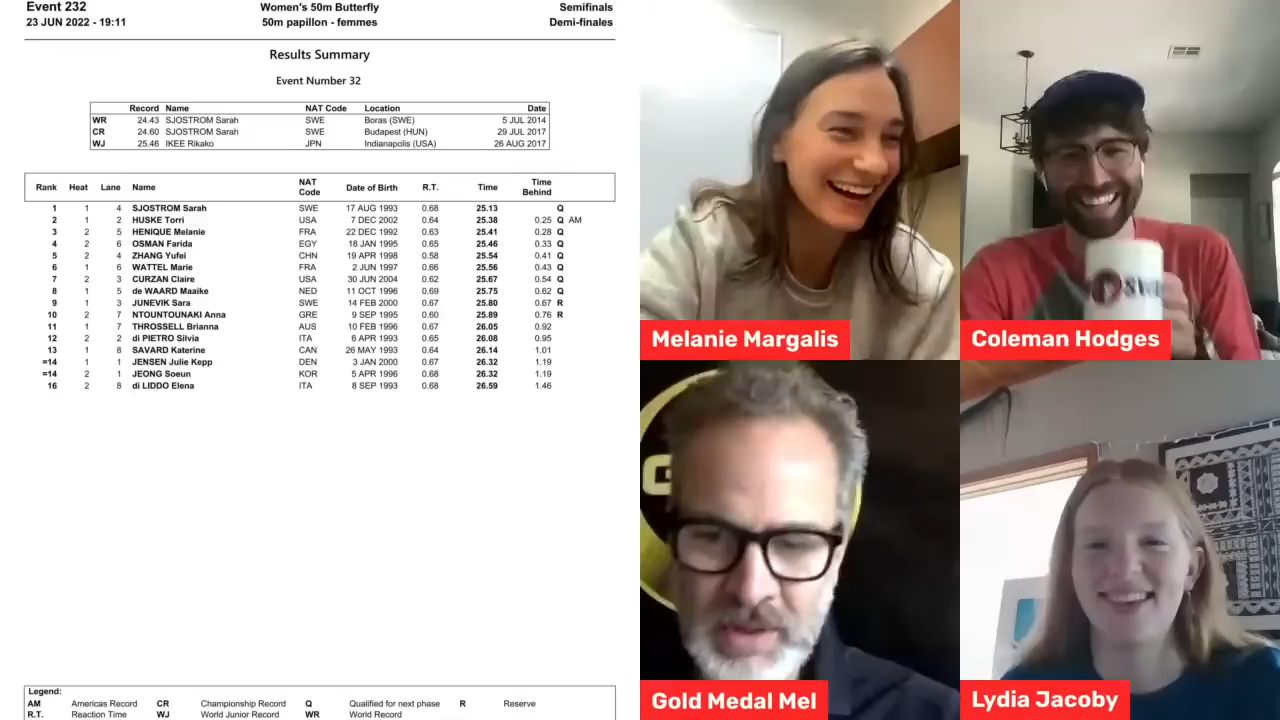 Event 232 Women's 50m Butterfly Semifinals
23 JUN 2022 - 19:11 50m papillon - femmes Demi-finales
Results Summary
Event Number 32
Record Name NAT Code Location Date
WR 24.43 SJOSTROM Sarah SWE Boras (SWE) 5 JUL 2014
CR 24.60 SJOSTROM Sarah SWE Budapest (HUN) 29 JUL 2017
WJ 25.46 IKEE Rikako JPN Indianapolis (USA) 26 AUG 2017
Rank Heat Lane Name NAT Code Date of Birth R.T. Time Time Behind
1 1 4 SJOSTROM Sarah SWE 17 AUG 1993 0.68 25.13 Q
2 1 2 HUSKE Torri USA 7 DEC 2002 0.64 25.38 0.25 Q AM
3 2 5 HENIQUE Melanie FRA 22 DEC 1992 0.63 25.41 0.28 Q
4 2 6 OSMAN Farida EGY 18 JAN 1995 0.65 25.46 0.33 Q
5 2 4 ZHANG Yufei CHN 19 APR 1998 0.58 25.54 0.41 Q
6 1 6 WATTEL Marie FRA 2 JUN 1997 0.66 25.56 0.43 Q
7 2 3 CURZAN Claire USA 30 JUN 2004 0.62 25.67 0.54 Q
8 1 5 de WAARD Maaike NED 11 OCT 1996 0.69 25.75 0.62 Q
9 1 3 JUNEVIK Sara SWE 14 FEB 2000 0.66 25.80 0.67 R
10 2 7 NTOUNTOUNAKI Anna GRE 9 SEP 1995 0.60 25.89 0.76 R
11 1 7 THROSSELL Brianna AUS 10 FEB 1996 0.67 26.05 0.92
12 2 2 di PIETRO Silvia ITA 6 APR 1993 0.65 26.08 0.95
13 1 8 SAVARD Katerine CAN 26 MAY 1993 0.64 26.14 1.01
=14 1 1 JENSEN Julie Kepp DEN 3 JAN 2000 0.67 26.32 1.19
=14 2 1 JEONG Soeun KOR 5 APR 1996 0.68 26.32 1.19
16 2 8 di LIDDO Elena ITA 8 SEP 1993 0.68 26.59 1.46
Legend:
AM Americas Record CR Championship Record Q Qualified for next phase R Reserve
R.T. Reaction Time WJ World Junior Record WR World Record
Melanie Margalis
Coleman Hodges
Gold Medal Mel
Lydia Jacoby